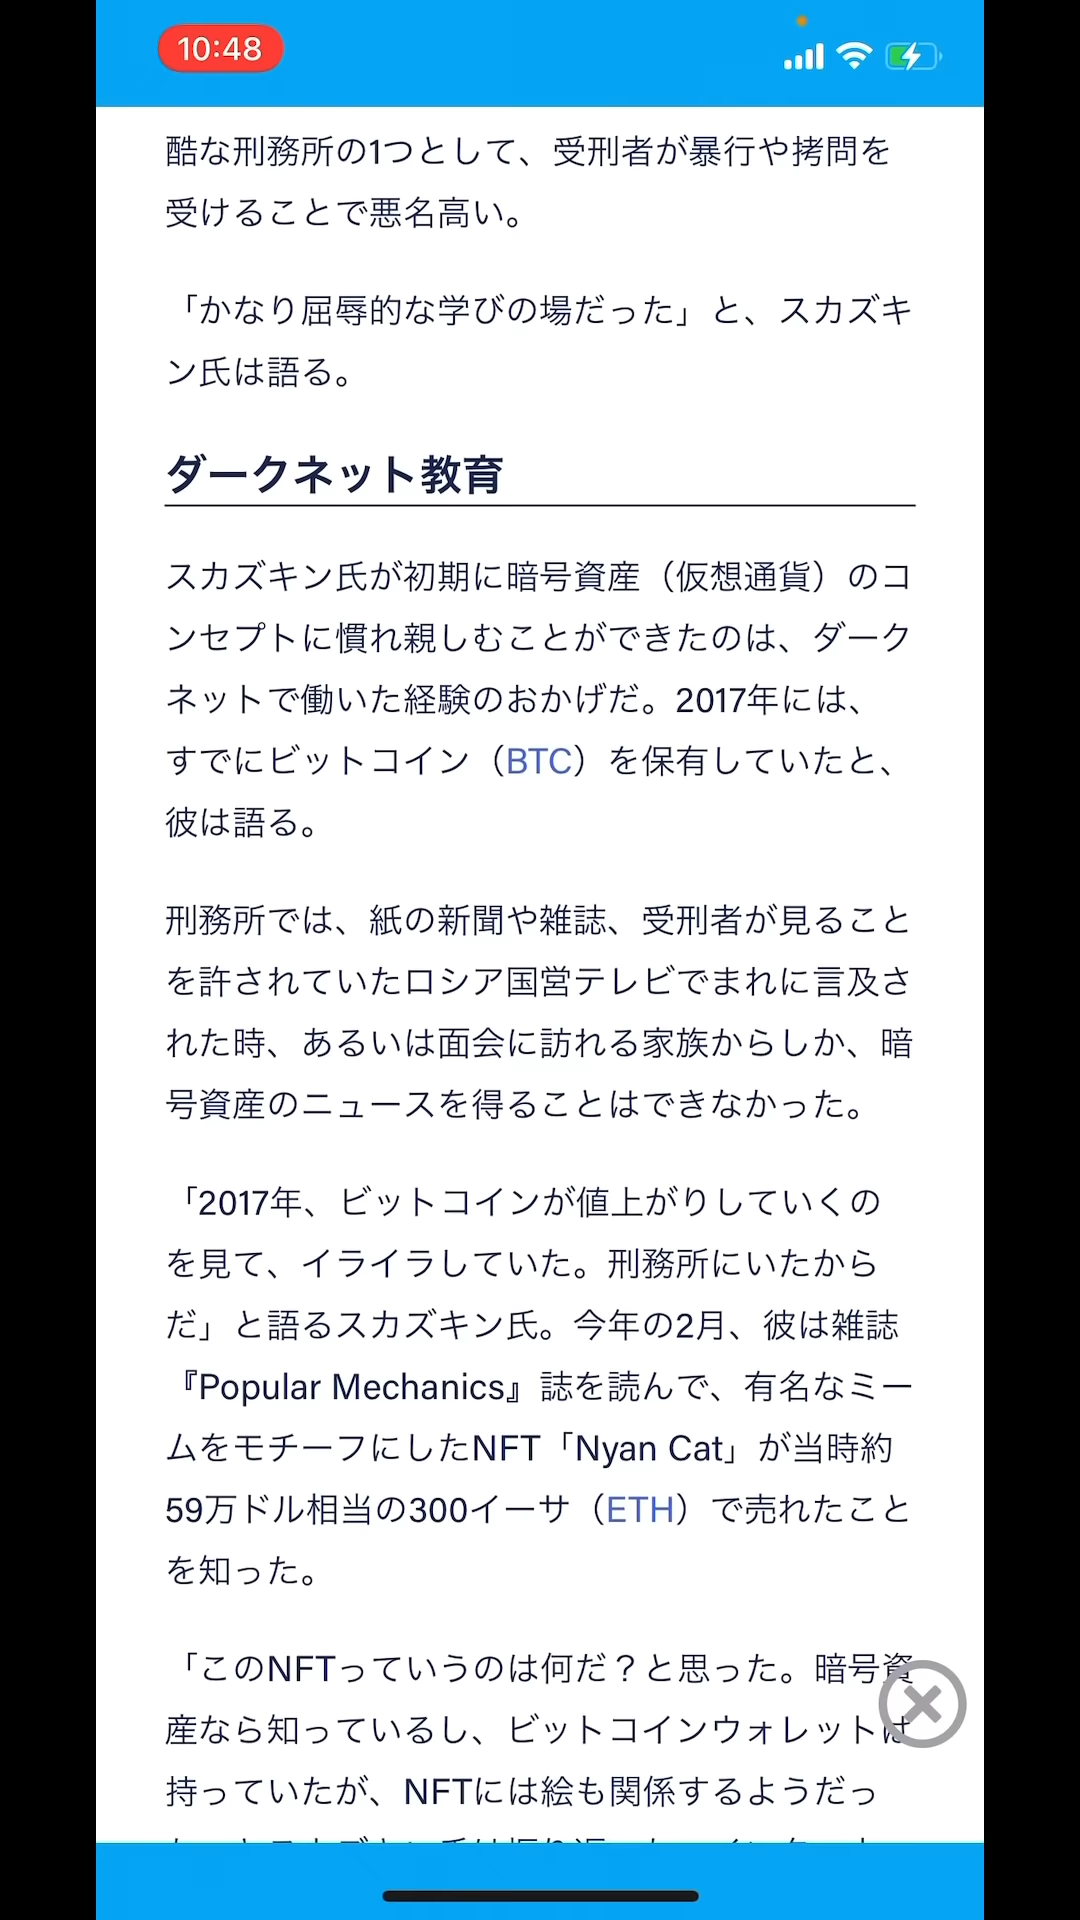 10:48
酷な刑務所の1つとして、受刑者が暴行や拷問を
受けることで悪名高い。
「かなり屈辱的な学びの場だった」と、スカズキ
ン氏は語る。
ダークネット教育
スカズキン氏が初期に暗号資産（仮想通貨）のコ
ンセプトに慣れ親しむことができたのは、ダーク
ネットで働いた経験のおかげだ。2017年には、
すでにビットコイン（BTC）を保有していたと、
彼は語る。
刑務所では、紙の新聞や雑誌、受刑者が見ること
を許されていたロシア国営テレビでまれに言及さ
れた時、あるいは面会に訪れる家族からしか、暗
号資産のニュースを得ることはできなかった。
「2017年、ビットコインが値上がりしていくの
を見て、イライラしていた。刑務所にいたから
だ」と語るスカズキン氏。今年の2月、彼は雑誌
『Popular Mechanics』誌を読んで、有名なミー
ムをモチーフにしたNFT「Nyan Cat」が当時約
59万ドル相当の300イーサ（ETH）で売れたこと
を知った。
「このNFTっていうのは何だ？と思った。暗号資
産なら知っているし、ビットコインウォレットは
持っていたが、NFTには絵も関係するようだっ